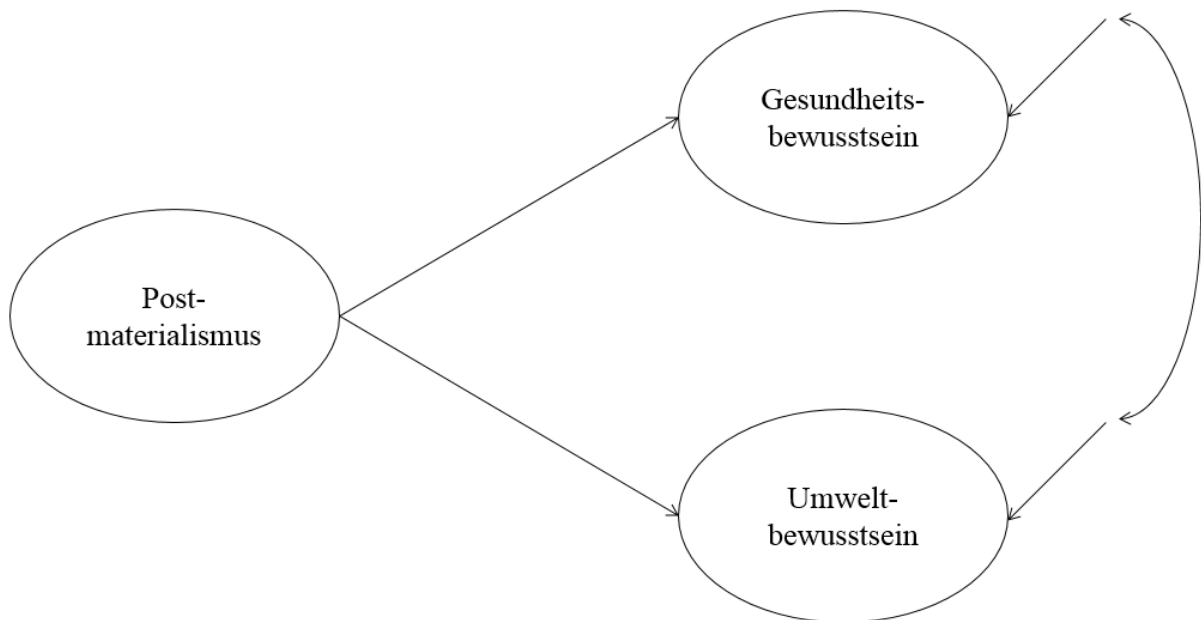 Gesundheits-
bewusstsein
Post-
materialismus
Umwelt-
bewusstsein